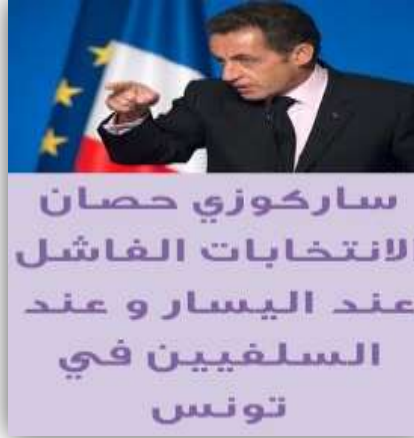 ساركوزي حصان
الانتخابات الفاشل
عند اليسار و عند
السلفيين في
تونس